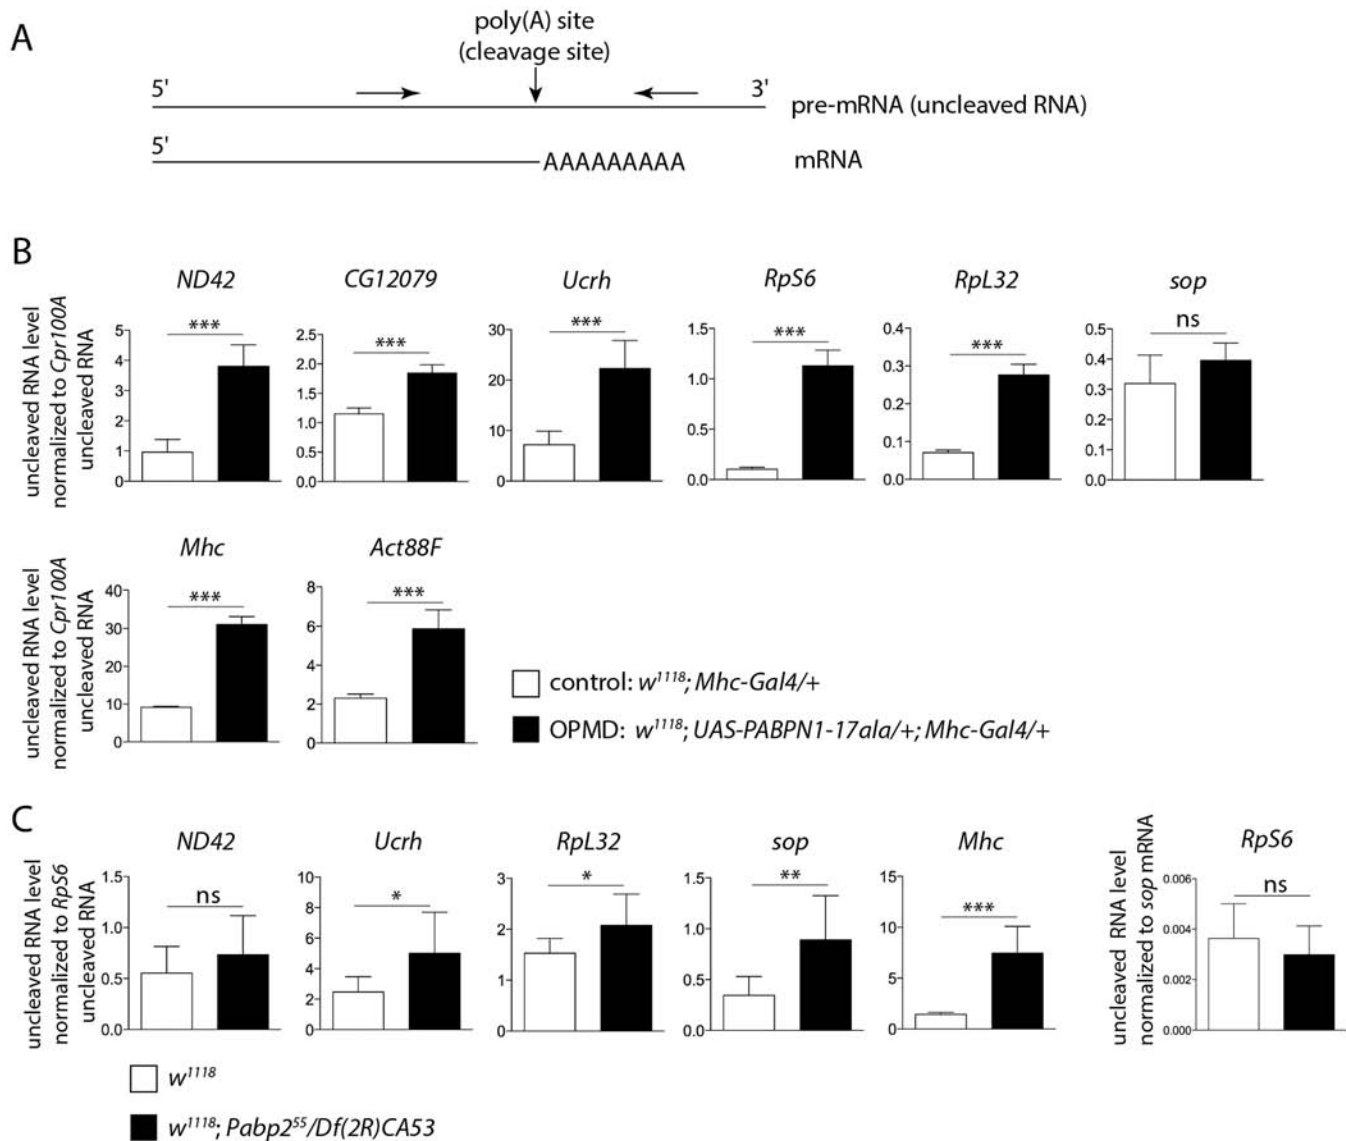 A
poly(A) site
(cleavage site)
5'
3'
pre-mRNA (uncleaved RNA)
5'
AAAAAAAAA
mRNA
B
uncleaved RNA level
normalized to Cpr100A
uncleaved RNA
ND42
***
5
4
3
2
1
0
CG12079
***
2.5
2.0
1.5
1.0
0.5
0.0
Ucrh
***
30
20
10
0
RpS6
***
1.5
1.0
0.5
0.0
RpL32
***
0.4
0.3
0.2
0.1
0.0
sop
ns
0.5
0.4
0.3
0.2
0.1
0.0
uncleaved RNA level
normalized to Cpr100A
uncleaved RNA
Mhc
***
40
30
20
10
0
Act88F
***
8
6
4
2
0
control: w1118; Mhc-Gal4/+
OPMD: w1118; UAS-PABPN1-17ala/+; Mhc-Gal4/+
C
uncleaved RNA level
normalized to RpS6
uncleaved RNA
ND42
ns
1.5
1.0
0.5
0.0
Ucrh
*
10
8
6
4
2
0
RpL32
*
3
2
1
0
sop
**
1.5
1.0
0.5
0.0
Mhc
***
15
10
5
0
uncleaved RNA level
normalized to sop mRNA
RpS6
ns
0.006
0.004
0.002
0.000
w1118
w1118; Pabp255/Df(2R)CA53